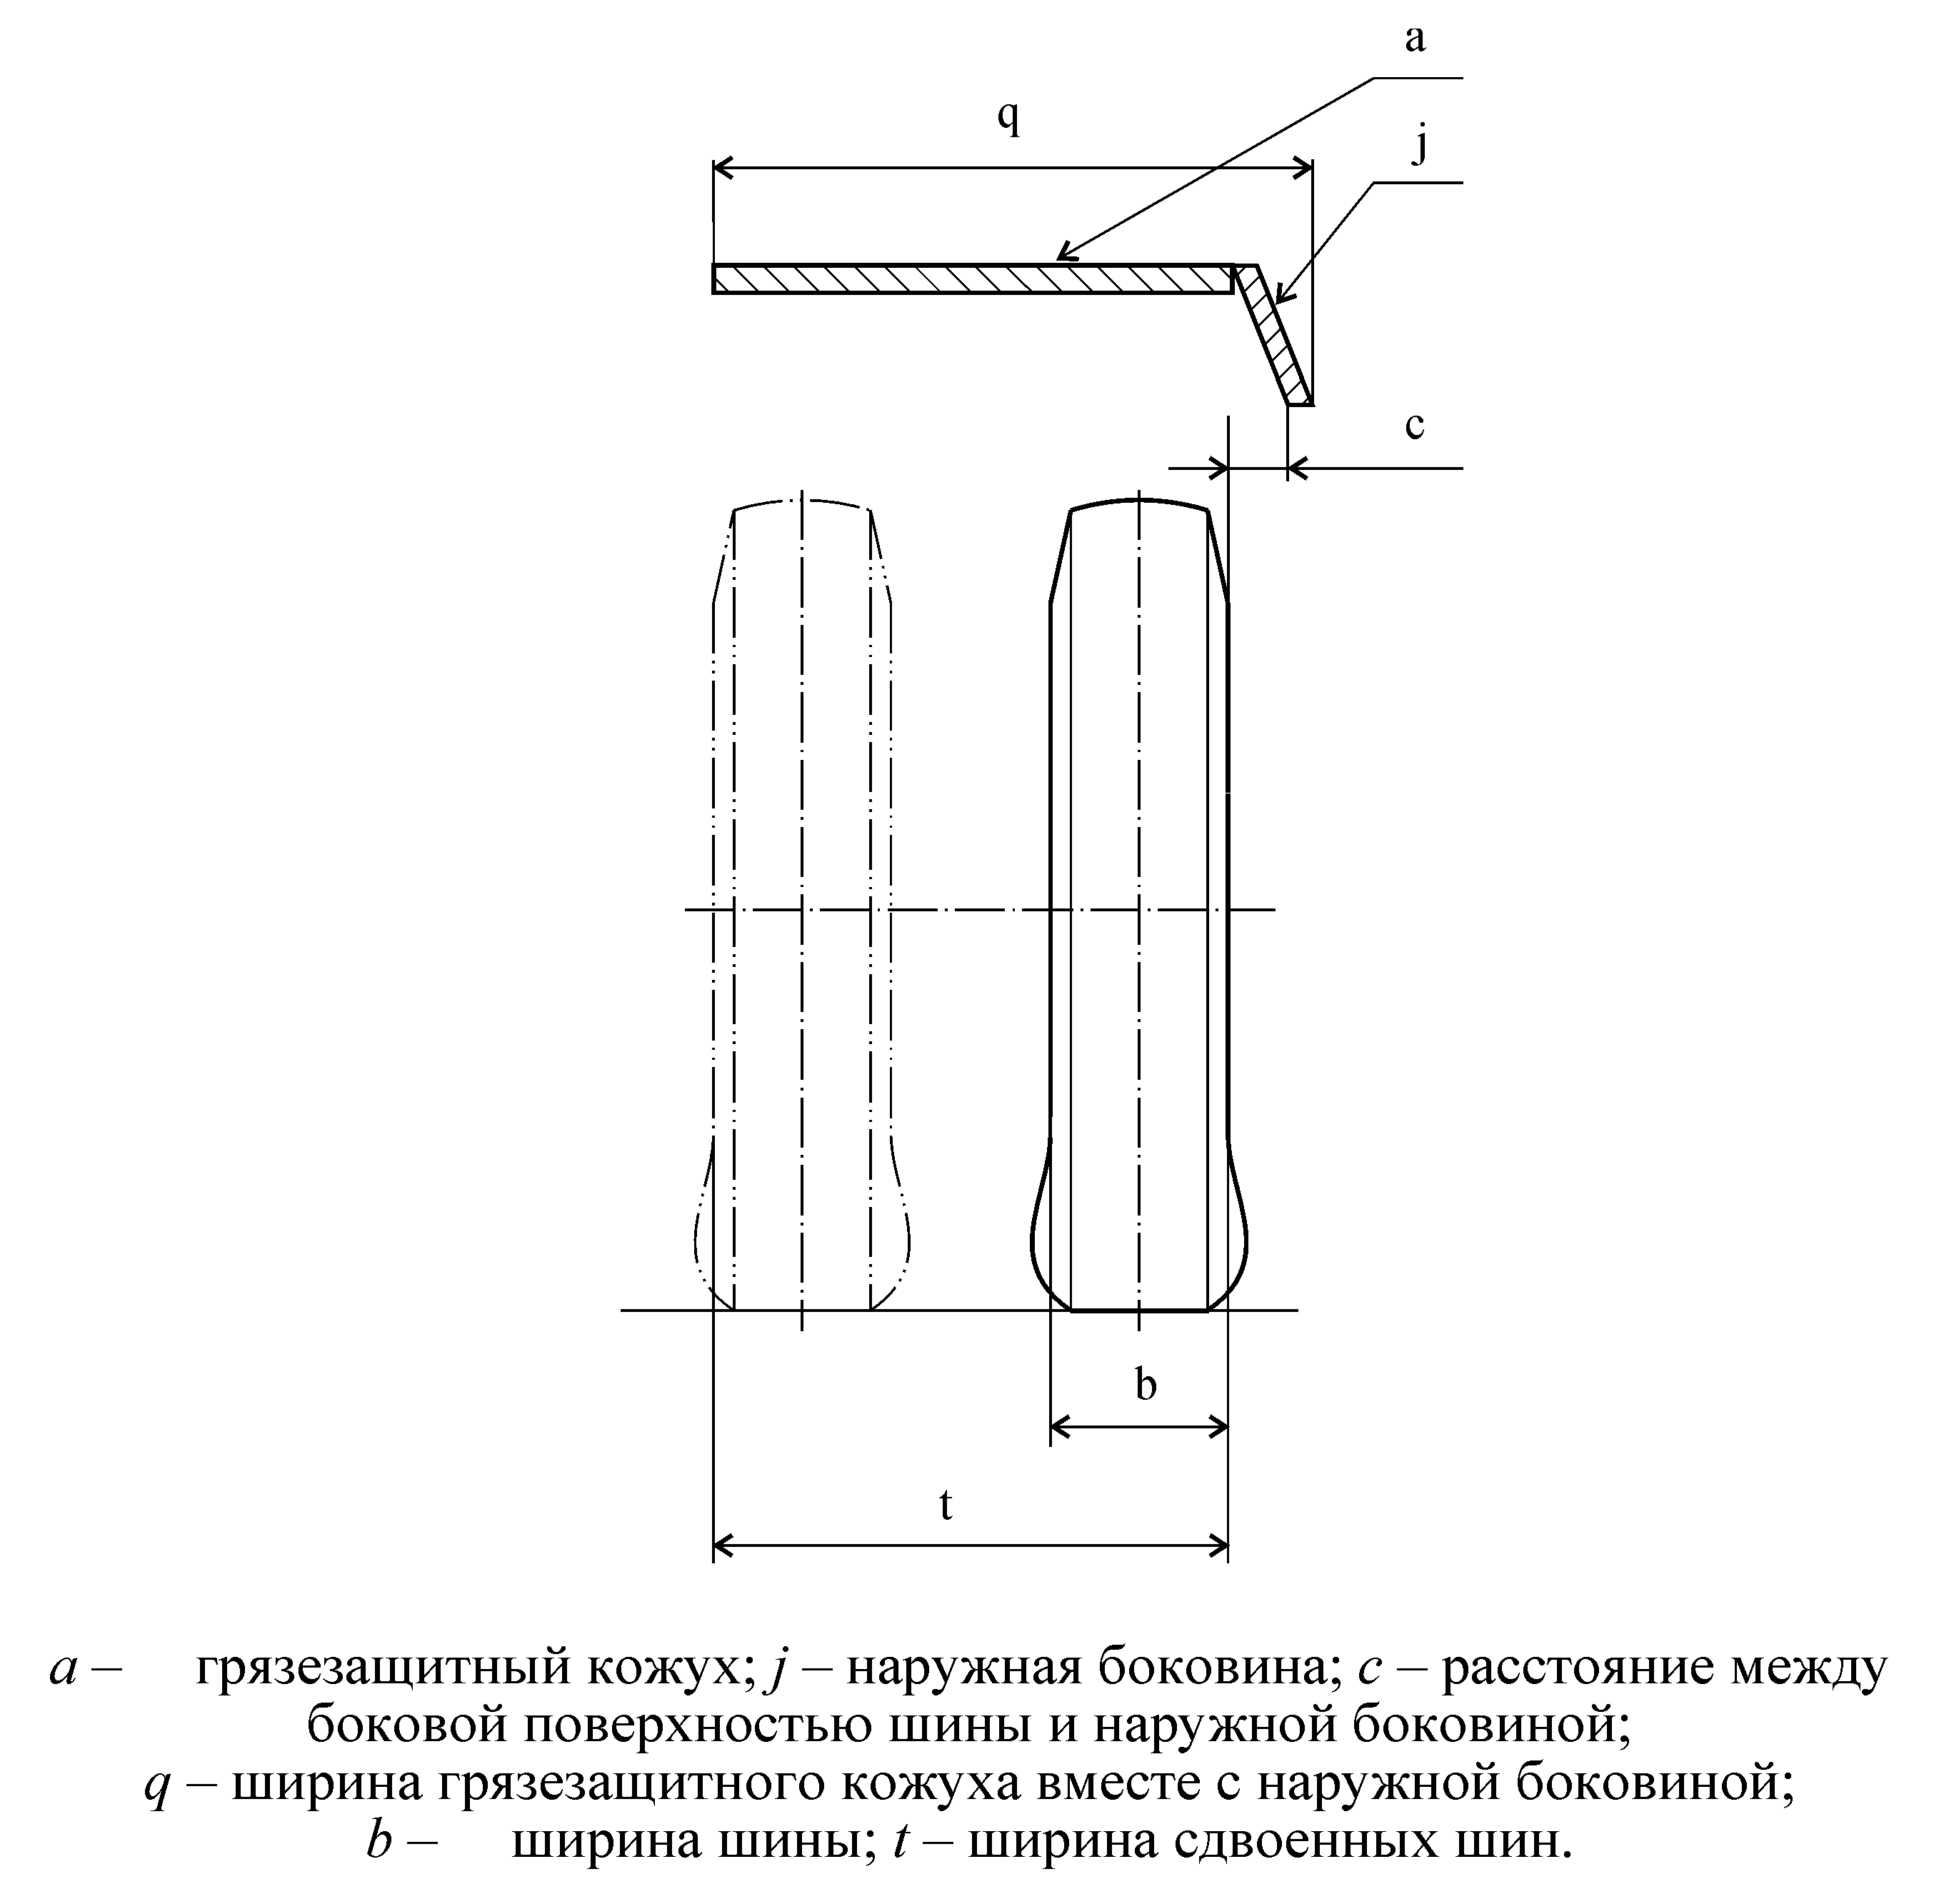 a
q
j
c
b
t
a – грязезащитный кожух; j – наружная боковина; c – расстояние между
боковой поверхностью шины и наружной боковиной;
q – ширина грязезащитного кожуха вместе с наружной боковиной;
b – ширина шины; t – ширина сдвоенных шин.